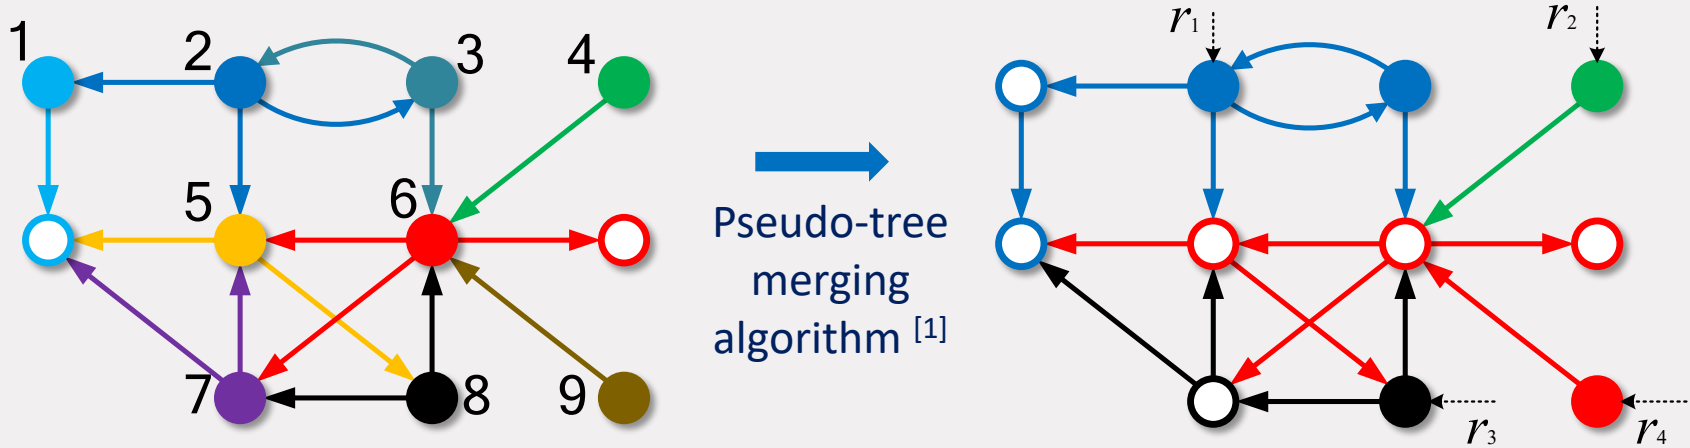 1
2
3
4
5
6
7
8
9
Pseudo-tree
merging
algorithm [1]
r1
r2
r3
r4